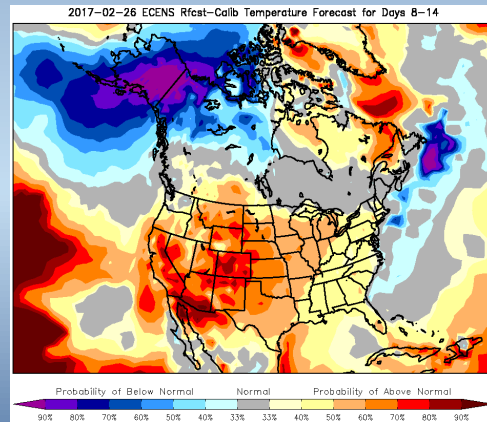 2017-02-26 ECENS Rfcst-Calib Temperature Forecast for Days 8-14
Probability of Below Normal Normal Probability of Above Normal
90% 80% 70% 60% 50% 40% 33% 33% 40% 50% 60% 70% 80% 90%